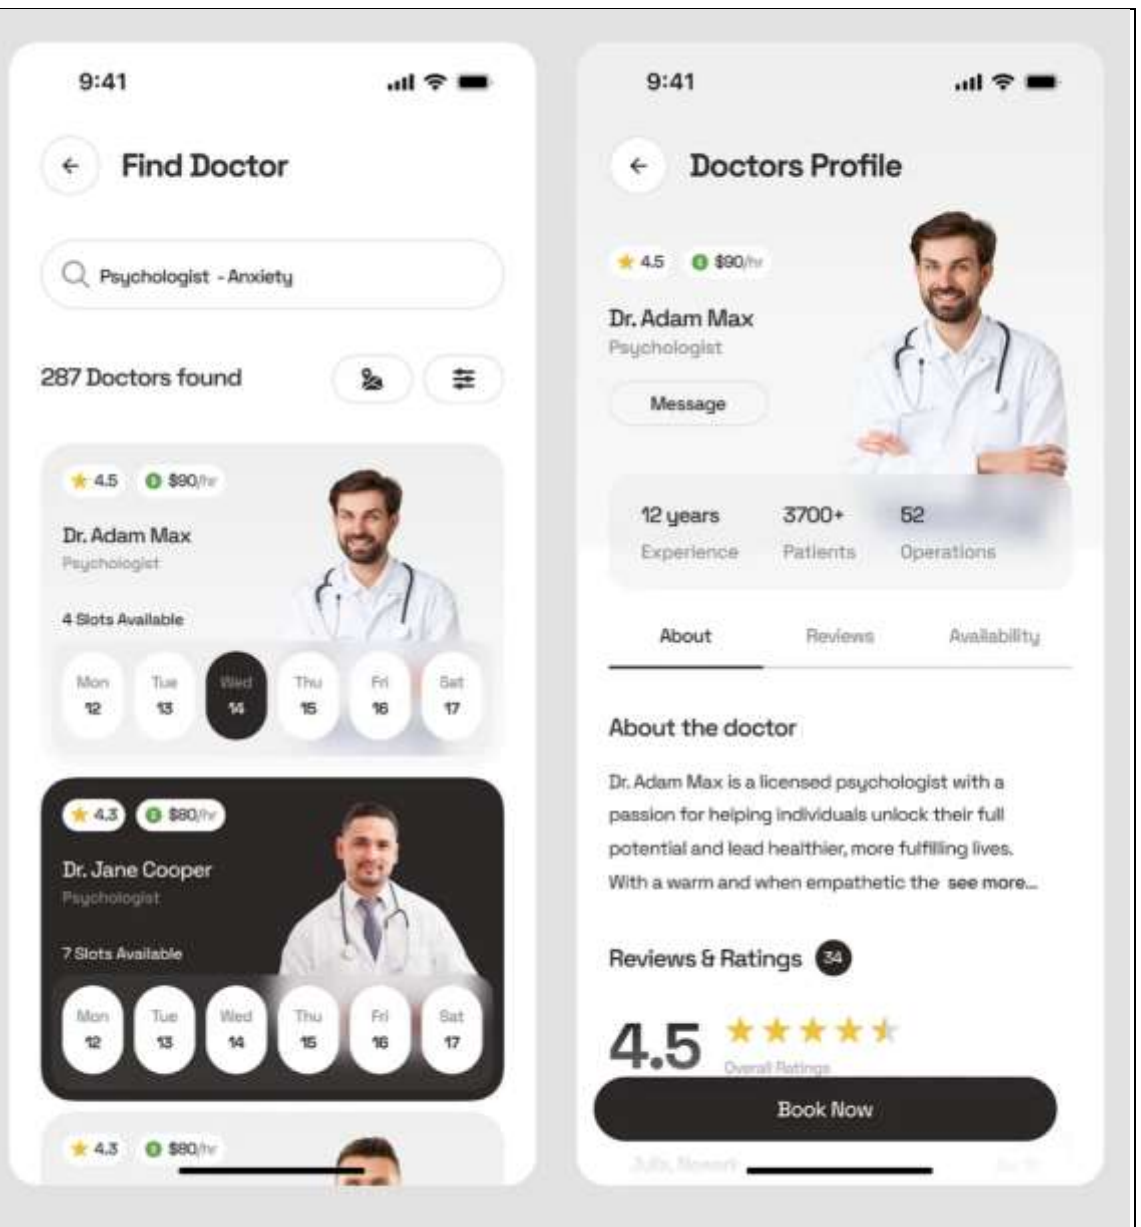 9:41
Find Doctor
Psychologist - Anxiety
287 Doctors found
4.5 $90/hr
Dr. Adam Max
Psychologist
4 Slots Available
Mon Tue Wed Thu Fri Sat
12 13 14 15 16 17
4.3 $80/hr
Dr. Jane Cooper
Psychologist
7 Slots Available
Mon Tue Wed Thu Fri Sat
12 13 14 15 16 17
4.3 $80/hr
9:41
Doctors Profile
4.5 $90/hr
Dr. Adam Max
Psychologist
Message
12 years 3700+ 52
Experience Patients Operations
About Reviews Availability
About the doctor
Dr. Adam Max is a licensed psychologist with a
passion for helping individuals unlock their full
potential and lead healthier, more fulfilling lives.
With a warm and when empathetic the see more...
Reviews & Ratings 34
4.5
Overall Ratings
Book Now